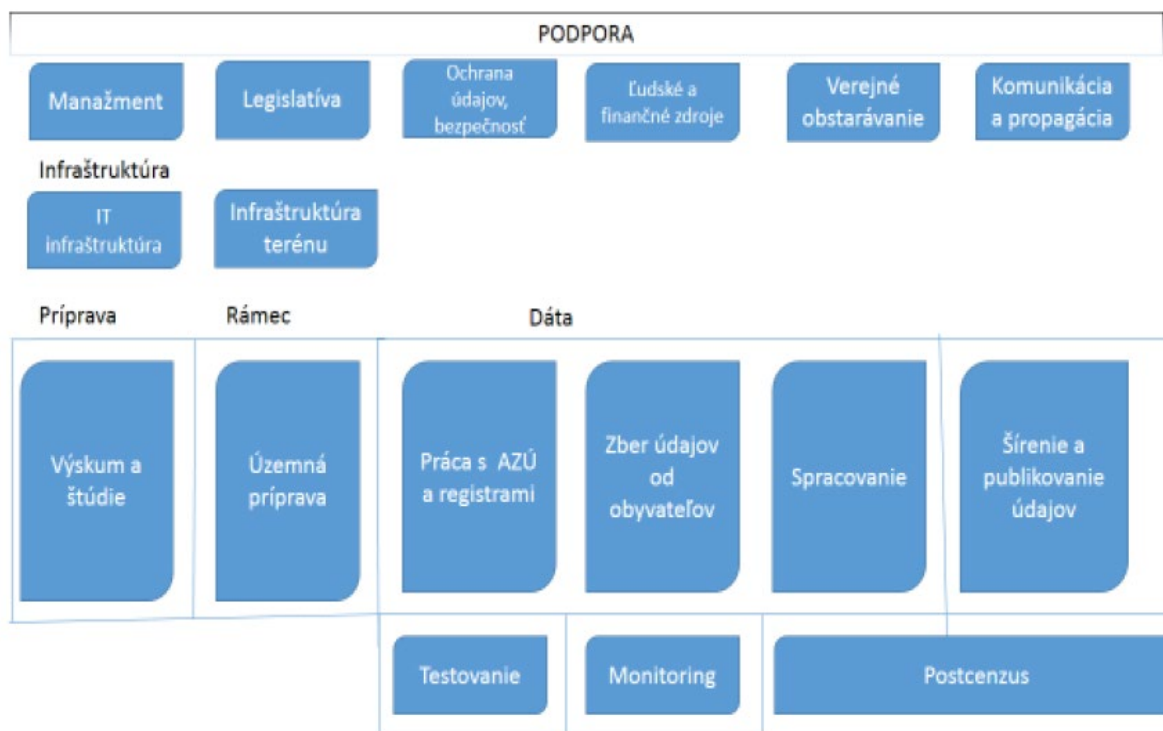 PODPORA
Manažment
Legislatíva
Ochrana
údajov,
bezpečnosť
Ľudské a
finančné zdroje
Verejné
obstarávanie
Komunikácia
a propagácia
Infraštruktúra
IT
infraštruktúra
Infraštruktúra
terénu
Príprava
Rámec
Dáta
Výskum a
štúdie
Územná
príprava
Práca s AZÚ
a registrami
Zber údajov
od
obyvateľov
Spracovanie
Šírenie a
publikovanie
údajov
Testovanie
Monitoring
Postcenzus